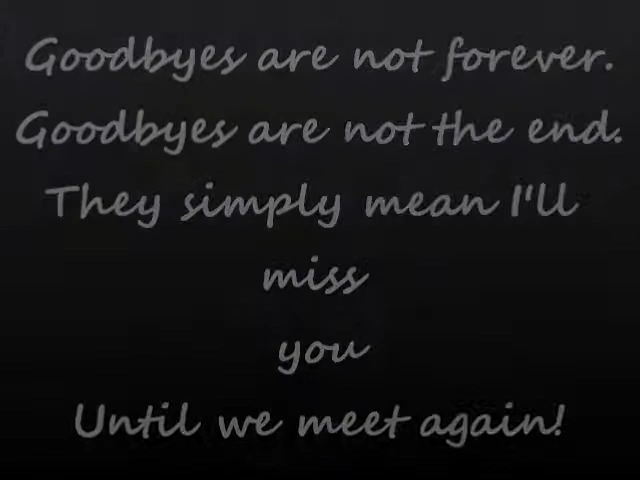 Goodbyes are not forever.
Goodbyes are not the end.
They simply mean I'll
miss
you
Until we meet again!